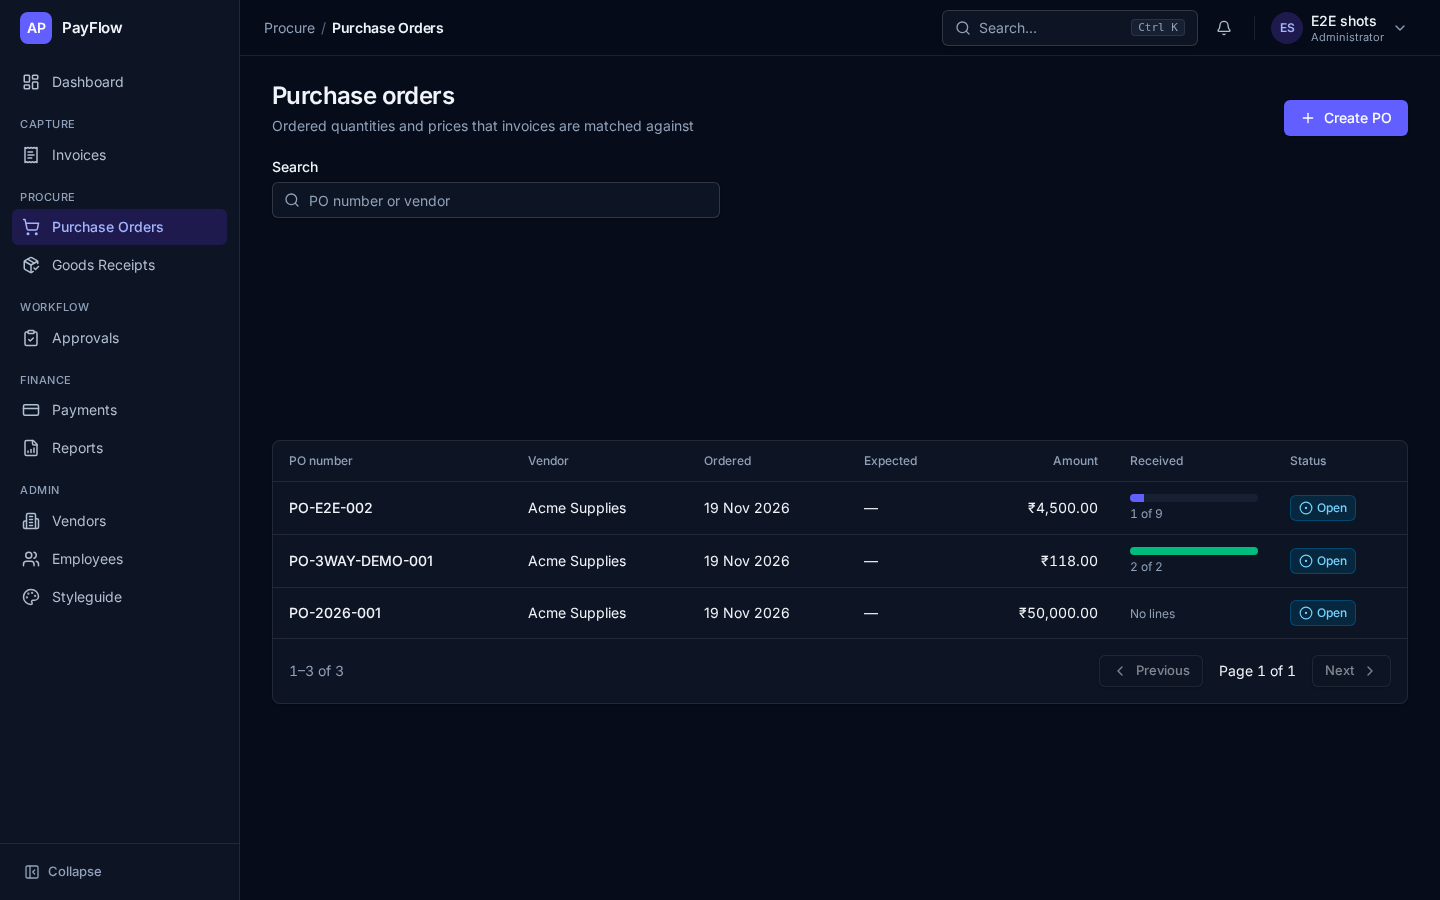 AP PayFlow
Procure / Purchase Orders
Search... Ctrl K
ES E2E shots
Administrator
Dashboard
CAPTURE
Invoices
PROCURE
Purchase Orders
Goods Receipts
WORKFLOW
Approvals
FINANCE
Payments
Reports
ADMIN
Vendors
Employees
Styleguide
Collapse
Purchase orders
Ordered quantities and prices that invoices are matched against
Create PO
Search
PO number or vendor
PO number Vendor Ordered Expected Amount Received Status
PO-E2E-002 Acme Supplies 19 Nov 2026 — ₹4,500.00 1 of 9 Open
PO-3WAY-DEMO-001 Acme Supplies 19 Nov 2026 — ₹118.00 2 of 2 Open
PO-2026-001 Acme Supplies 19 Nov 2026 — ₹50,000.00 No lines Open
1–3 of 3 Previous Page 1 of 1 Next